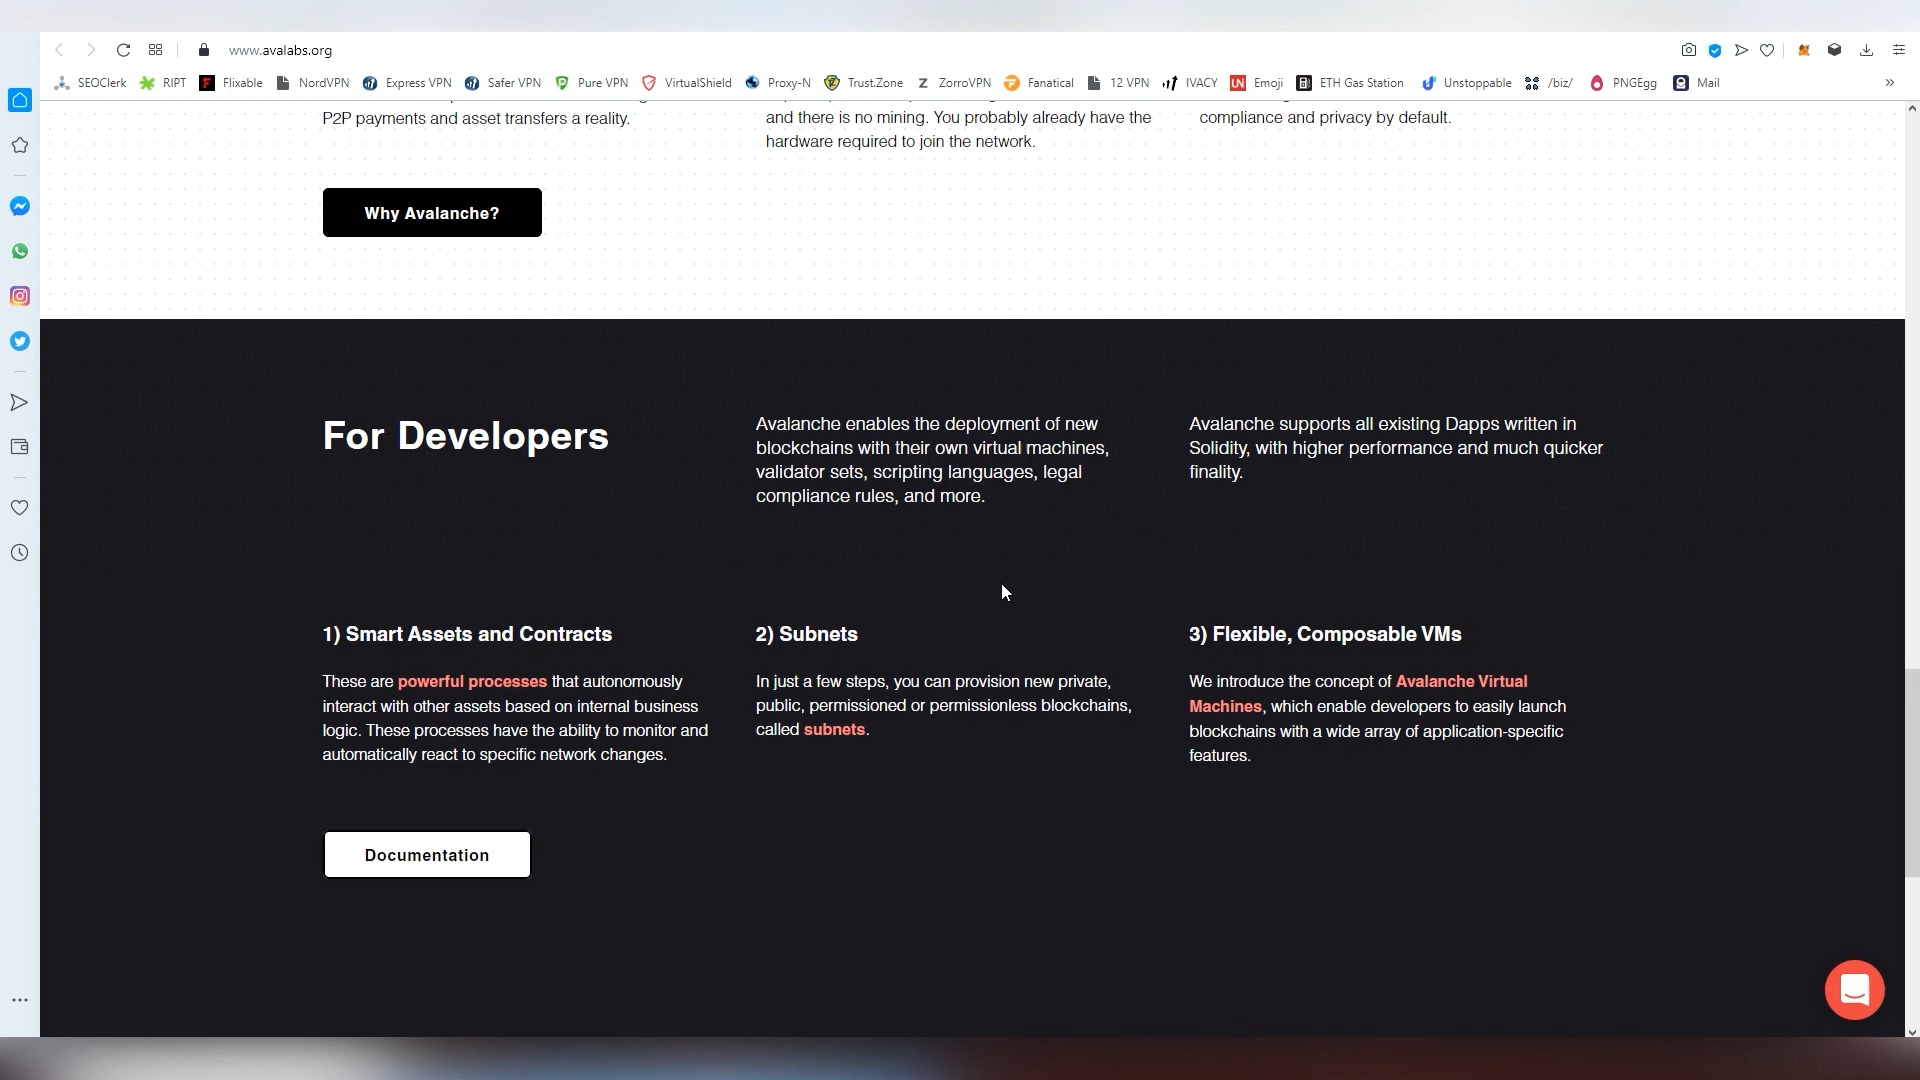 www.avalabs.org
SEOClerk RIPT Flixable NordVPN Express VPN Safer VPN Pure VPN VirtualShield Proxy-N Trust.Zone ZorroVPN Fanatical 12 VPN IVACY Emoji ETH Gas Station Unstoppable /biz/ PNGEgg Mail »
P2P payments and asset transfers a reality.
and there is no mining. You probably already have the
hardware required to join the network.
compliance and privacy by default.
Why Avalanche?
For Developers
Avalanche enables the deployment of new
blockchains with their own virtual machines,
validator sets, scripting languages, legal
compliance rules, and more.
Avalanche supports all existing Dapps written in
Solidity, with higher performance and much quicker
finality.
1) Smart Assets and Contracts
These are powerful processes that autonomously
interact with other assets based on internal business
logic. These processes have the ability to monitor and
automatically react to specific network changes.
2) Subnets
In just a few steps, you can provision new private,
public, permissioned or permissionless blockchains,
called subnets.
3) Flexible, Composable VMs
We introduce the concept of Avalanche Virtual
Machines, which enable developers to easily launch
blockchains with a wide array of application-specific
features.
Documentation